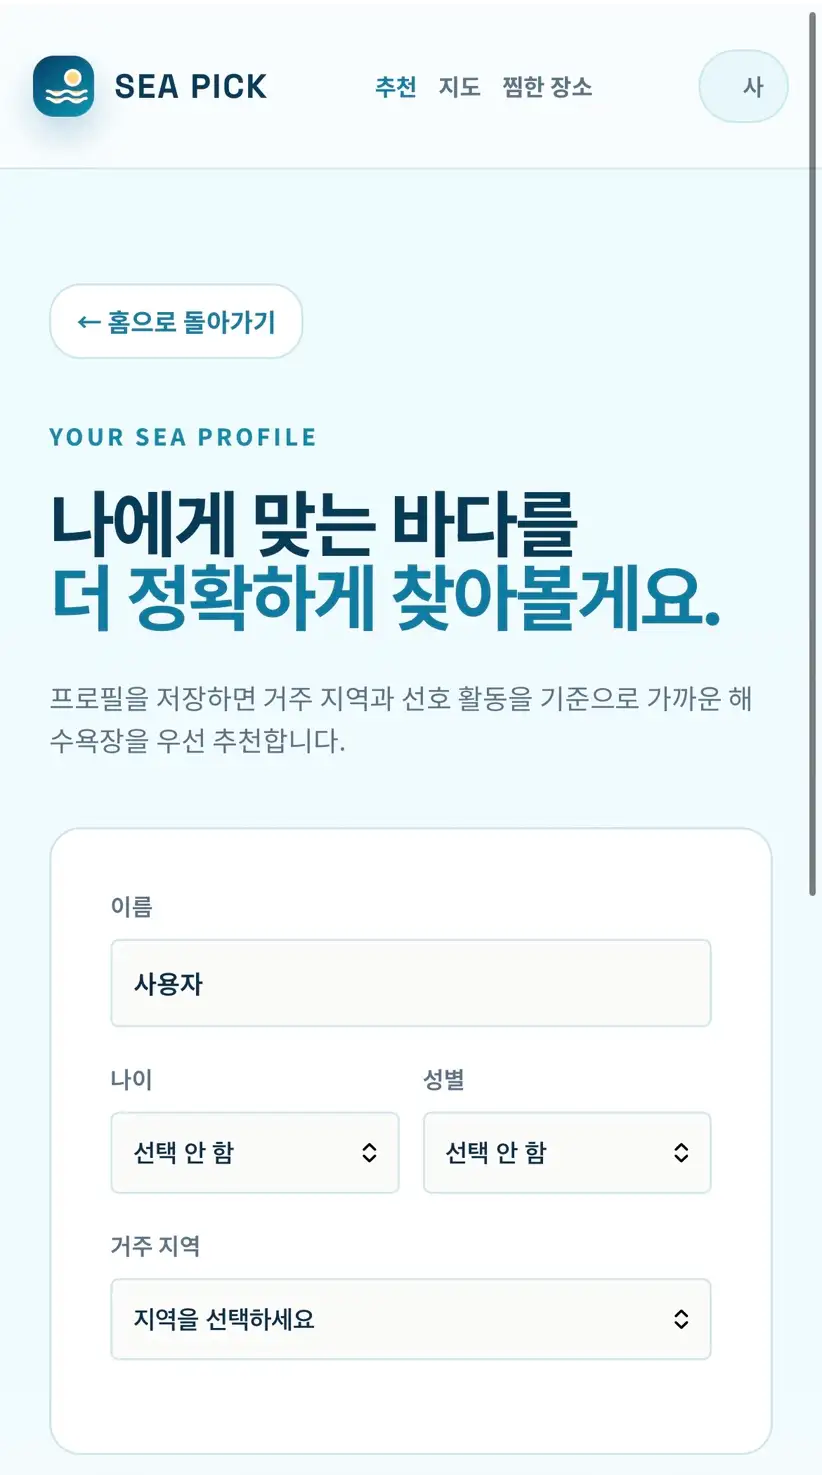 SEA PICK
추천 지도 찜한 장소
사
← 홈으로 돌아가기
YOUR SEA PROFILE
나에게 맞는 바다를
더 정확하게 찾아볼게요.
프로필을 저장하면 거주 지역과 선호 활동을 기준으로 가까운 해
수욕장을 우선 추천합니다.
이름
사용자
나이 성별
선택 안 함 선택 안 함
거주 지역
지역을 선택하세요